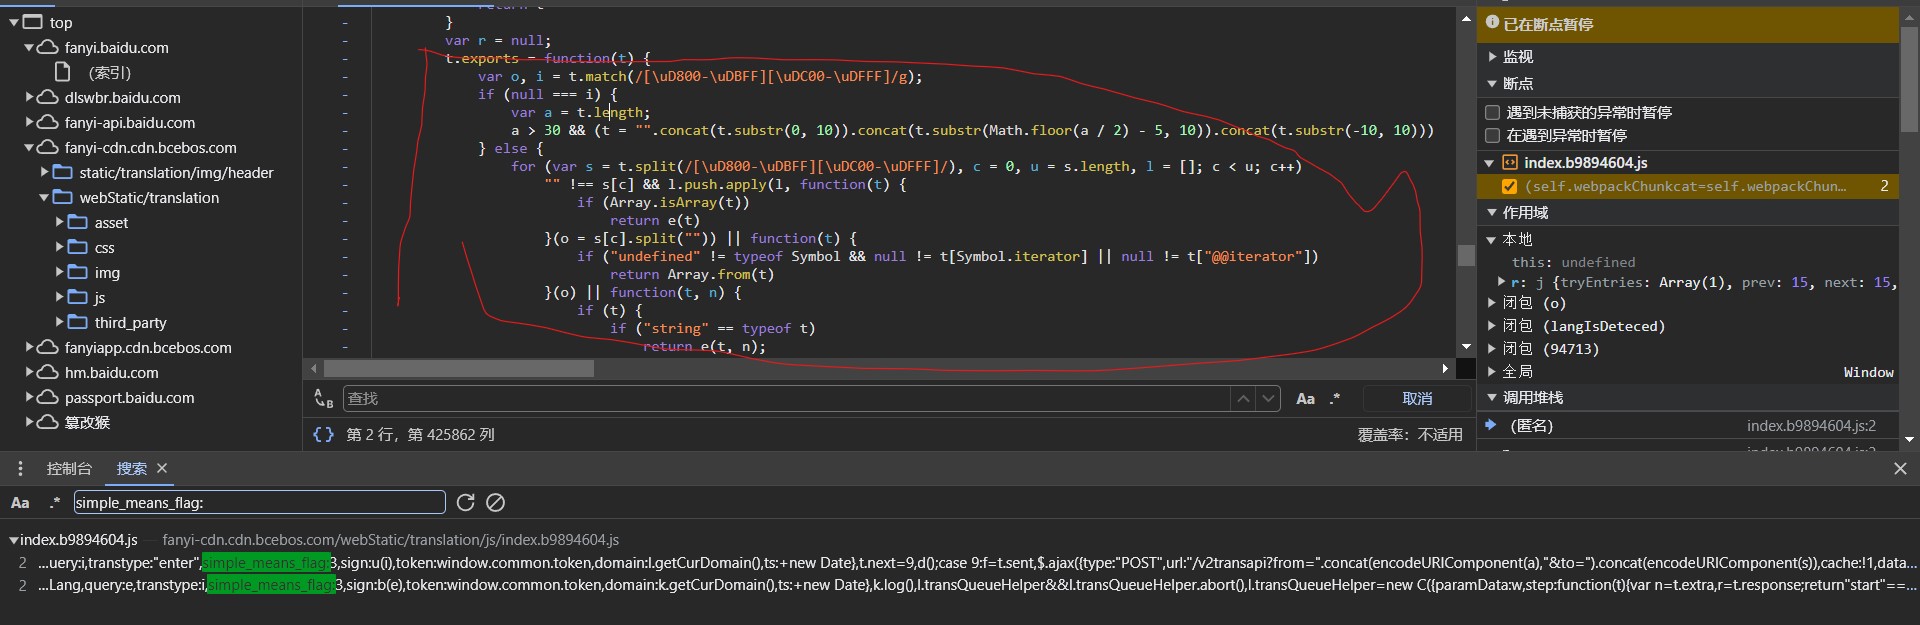 top
fanyi.baidu.com
(索引)
dlswbr.baidu.com
fanyi-api.baidu.com
fanyi-cdn.cdn.bcebos.com
static/translation/img/header
webStatic/translation
asset
css
img
js
third_party
fanyiapp.cdn.bcebos.com
hm.baidu.com
passport.baidu.com
篡改猴
}
var r = null;
t.exports = function(t) {
var o, i = t.match(/[\uD800-\uDBFF][\uDC00-\uDFFF]/g);
if (null === i) {
var a = t.length;
a > 30 && (t = "".concat(t.substr(0, 10)).concat(t.substr(Math.floor(a / 2) - 5, 10)).concat(t.substr(-10, 10)))
} else {
for (var s = t.split(/[\uD800-\uDBFF][\uDC00-\uDFFF]/), c = 0, u = s.length, l = []; c < u; c++)
"" !== s[c] && l.push.apply(l, function(t) {
if (Array.isArray(t))
return e(t)
}(o = s[c].split("")) || function(t) {
if ("undefined" != typeof Symbol && null != t[Symbol.iterator] || null != t["@@iterator"])
return Array.from(t)
}(o) || function(t, n) {
if (t) {
if ("string" == typeof t)
return e(t, n);
查找
Aa .* 取消
{} 第 2 行，第 425862 列
覆盖率：不适用
已在断点暂停
监视
断点
遇到未捕获的异常时暂停
在遇到异常时暂停
index.b9894604.js
(self.webpackChunkcat=self.webpackChun… 2
作用域
本地
this: undefined
r: j {tryEntries: Array(1), prev: 15, next: 15,
闭包 (o)
闭包 (langIsDeteced)
闭包 (94713)
全局 Window
调用堆栈
(匿名) index.b9894604.js:2
控制台 搜索
Aa .* simple_means_flag:
index.b9894604.js — fanyi-cdn.cdn.bcebos.com/webStatic/translation/js/index.b9894604.js
2 …uery:i,transtype:"enter",simple_means_flag:3,sign:u(i),token:window.common.token,domain:l.getCurDomain(),ts:+new Date},t.next=9,d();case 9:f=t.sent,$.ajax({type:"POST",url:"/v2transapi?from=".concat(encodeURIComponent(a),"&to=").concat(encodeURIComponent(s)),cache:!1,data…
2 …Lang,query:e,transtype:i,simple_means_flag:3,sign:b(e),token:window.common.token,domain:k.getCurDomain(),ts:+new Date},k.log(),l.transQueueHelper&&l.transQueueHelper.abort(),l.transQueueHelper=new C({paramData:w,step:function(t){var n=t.extra,r=t.response;return"start"==…